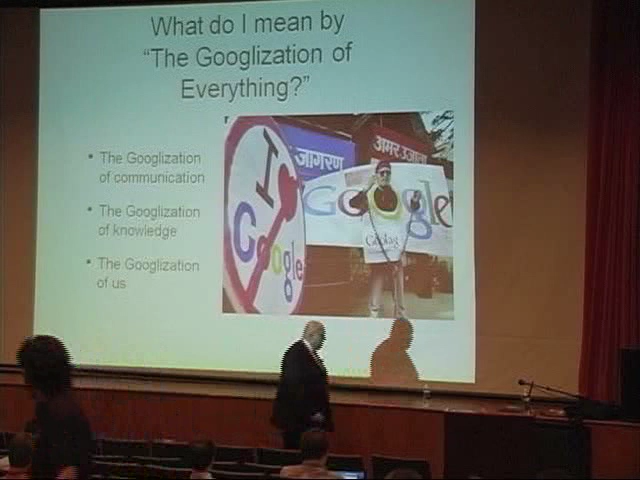 What do I mean by
"The Googlization of
Everything?"
• The Googlization
of communication
• The Googlization
of knowledge
• The Googlization
of us
I
Google
जागरण
अमर उजाला
Google